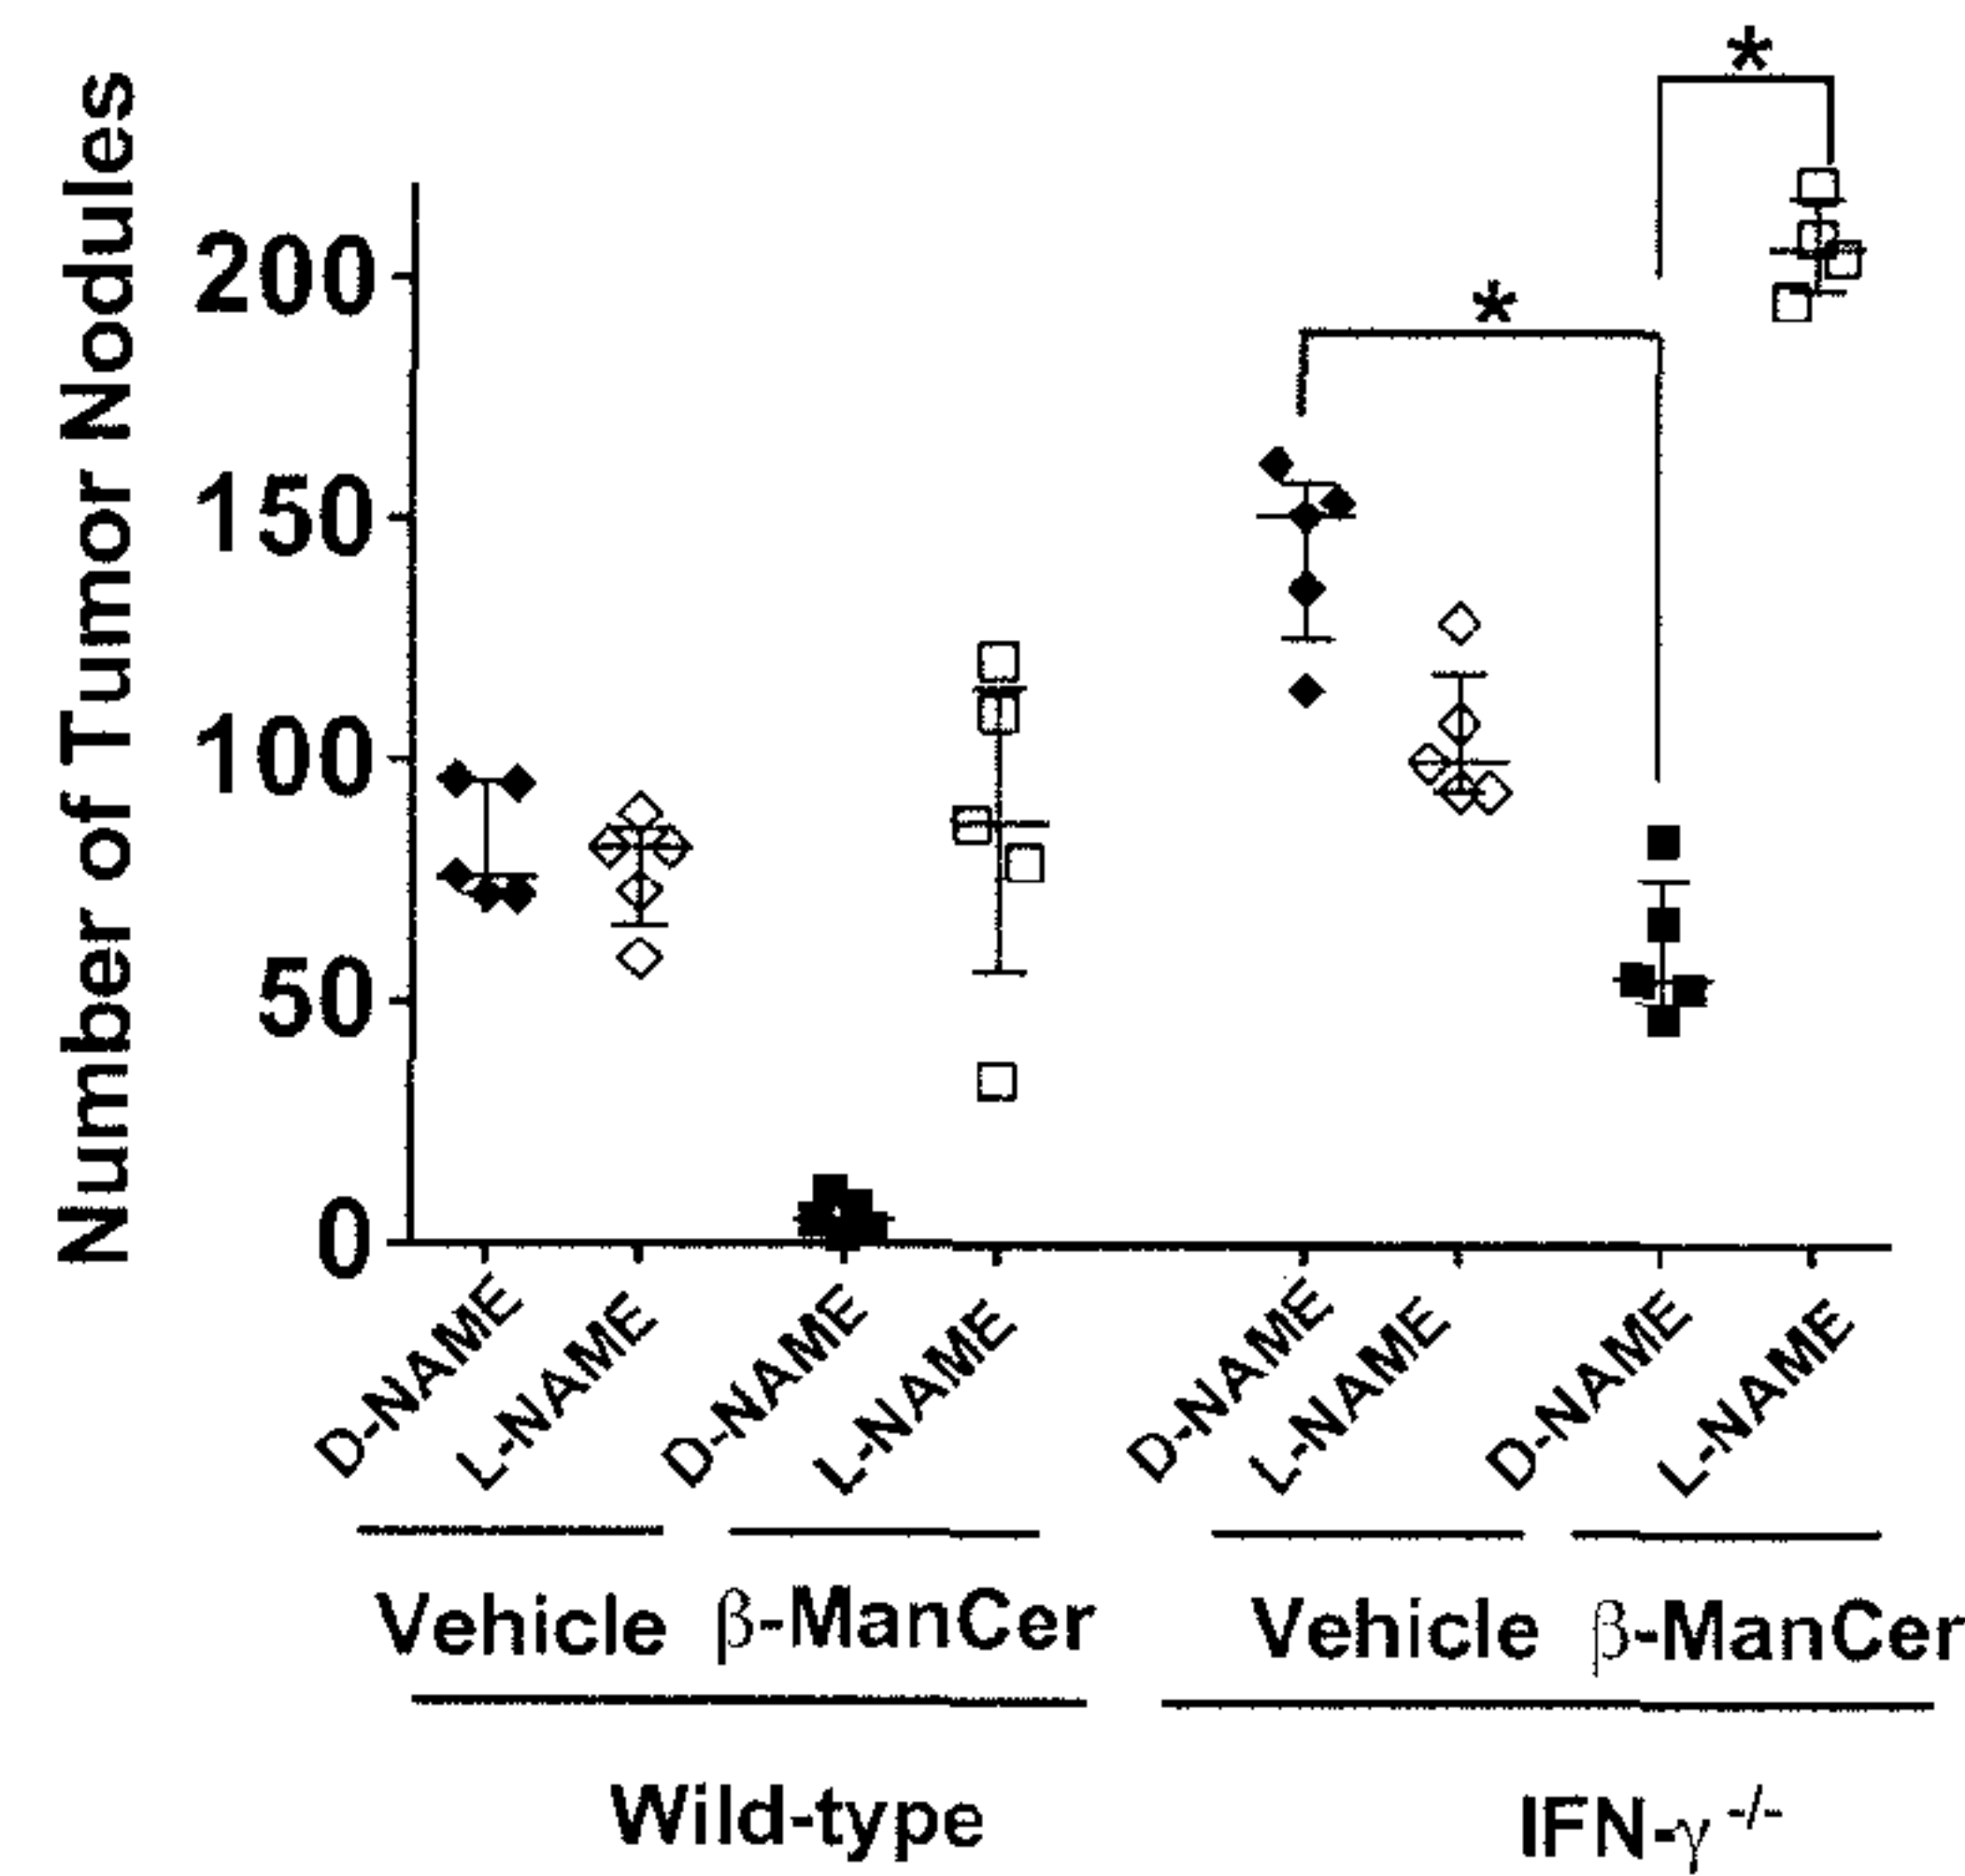 Number of Tumor Nodules
*
*
200
150
100
50
0
D-NAME L-NAME D-NAME L-NAME D-NAME L-NAME D-NAME L-NAME
Vehicle β-ManCer Vehicle β-ManCer
Wild-type IFN-γ -/-